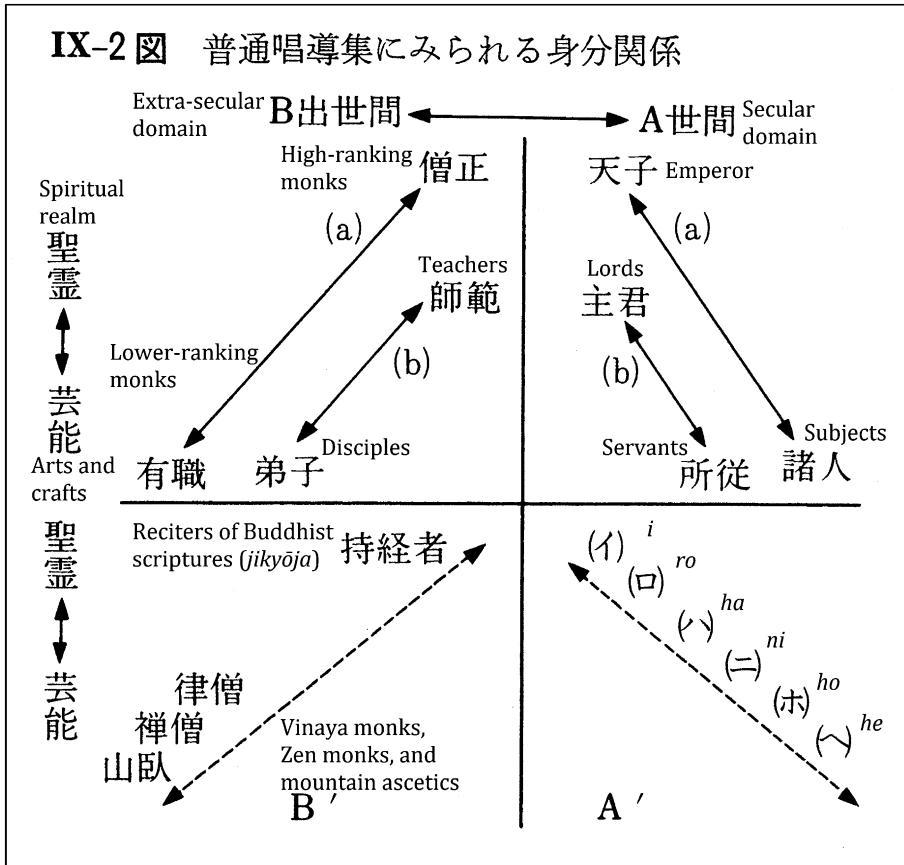 IX-2図 普通唱導集にみられる身分関係
Extra-secular
domain
B出世間
A世間
Secular
domain
High-ranking
monks
僧正
天子
Emperor
Spiritual
realm
聖霊
(a)
(a)
Teachers
師範
Lords
主君
Lower-ranking
monks
(b)
(b)
芸能
Arts and
crafts
有職
弟子
Disciples
Servants
所従
Subjects
諸人
聖霊
Reciters of Buddhist
scriptures (jikyōja)
持経者
(イ) i
(ロ) ro
(ハ) ha
(ニ) ni
(ホ) ho
(ヘ) he
芸能
律僧
禅僧
山臥
Vinaya monks,
Zen monks, and
mountain ascetics
B′
A′